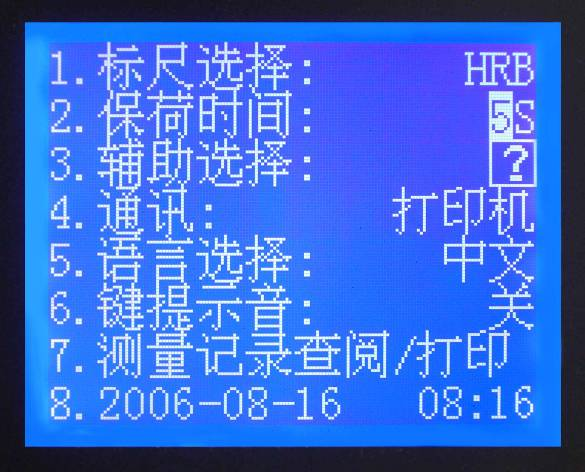 1.标尺选择: HRB
2.保荷时间: 5S
3.辅助选择: ?
4.通讯: 打印机
5.语言选择: 中文
6.键提示音: 关
7.测量记录查阅/打印
8.2006-08-16 08:16